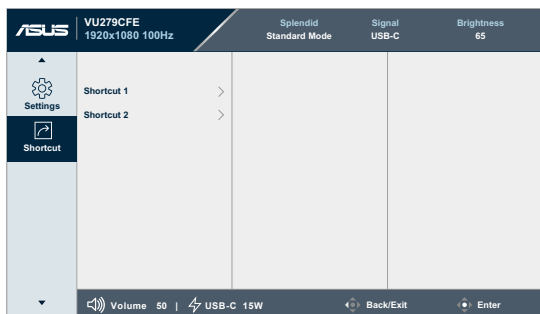 ASUS
VU279CFE
1920x1080 100Hz
Splendid
Standard Mode
Signal
USB-C
Brightness
65
Settings
Shortcut
Shortcut 1
Shortcut 2
Volume 50 | USB-C 15W
Back/Exit
Enter